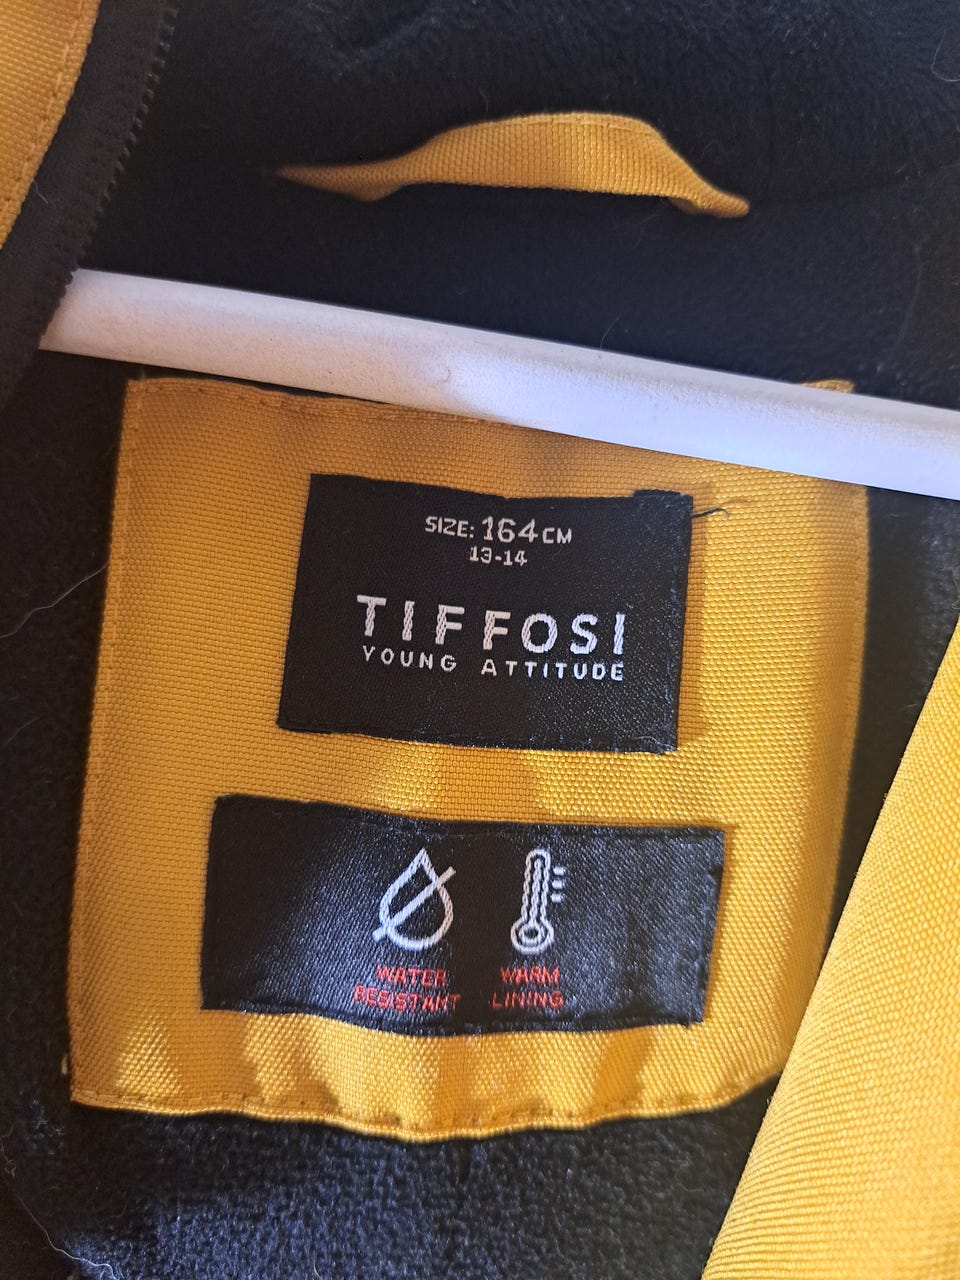 SIZE: 164CM
13-14
TIFFOSI
YOUNG ATTITUDE
WATER
RESISTANT
WARM
LINING